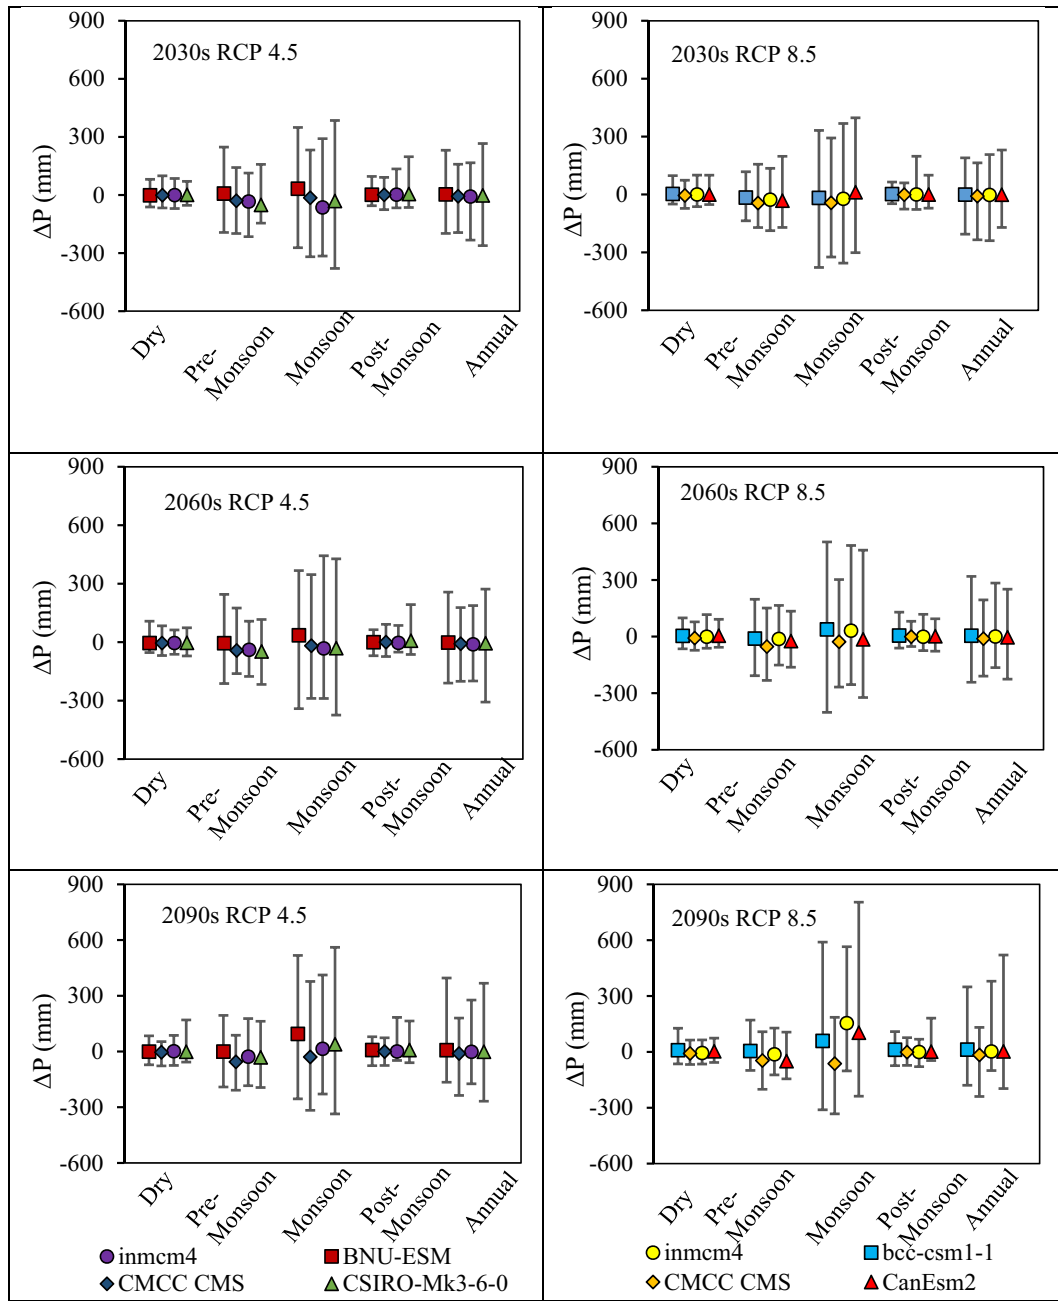 900
600
300
0
-300
-600
ΔP (mm)
2030s RCP 4.5
Dry
Pre-
Monsoon
Monsoon
Post-
Monsoon
Annual
900
600
300
0
-300
-600
ΔP (mm)
2030s RCP 8.5
Dry
Pre-
Monsoon
Monsoon
Post-
Monsoon
Annual
900
600
300
0
-300
-600
ΔP (mm)
2060s RCP 4.5
Dry
Pre-
Monsoon
Monsoon
Post-
Monsoon
Annual
900
600
300
0
-300
-600
ΔP (mm)
2060s RCP 8.5
Dry
Pre-
Monsoon
Monsoon
Post-
Monsoon
Annual
900
600
300
0
-300
-600
ΔP (mm)
2090s RCP 4.5
Dry
Pre-
Monsoon
Monsoon
Post-
Monsoon
Annual
inmcm4
BNU-ESM
CMCC CMS
CSIRO-Mk3-6-0
900
600
300
0
-300
-600
ΔP (mm)
2090s RCP 8.5
Dry
Pre-
Monsoon
Monsoon
Post-
Monsoon
Annual
inmcm4
bcc-csm1-1
CMCC CMS
CanEsm2